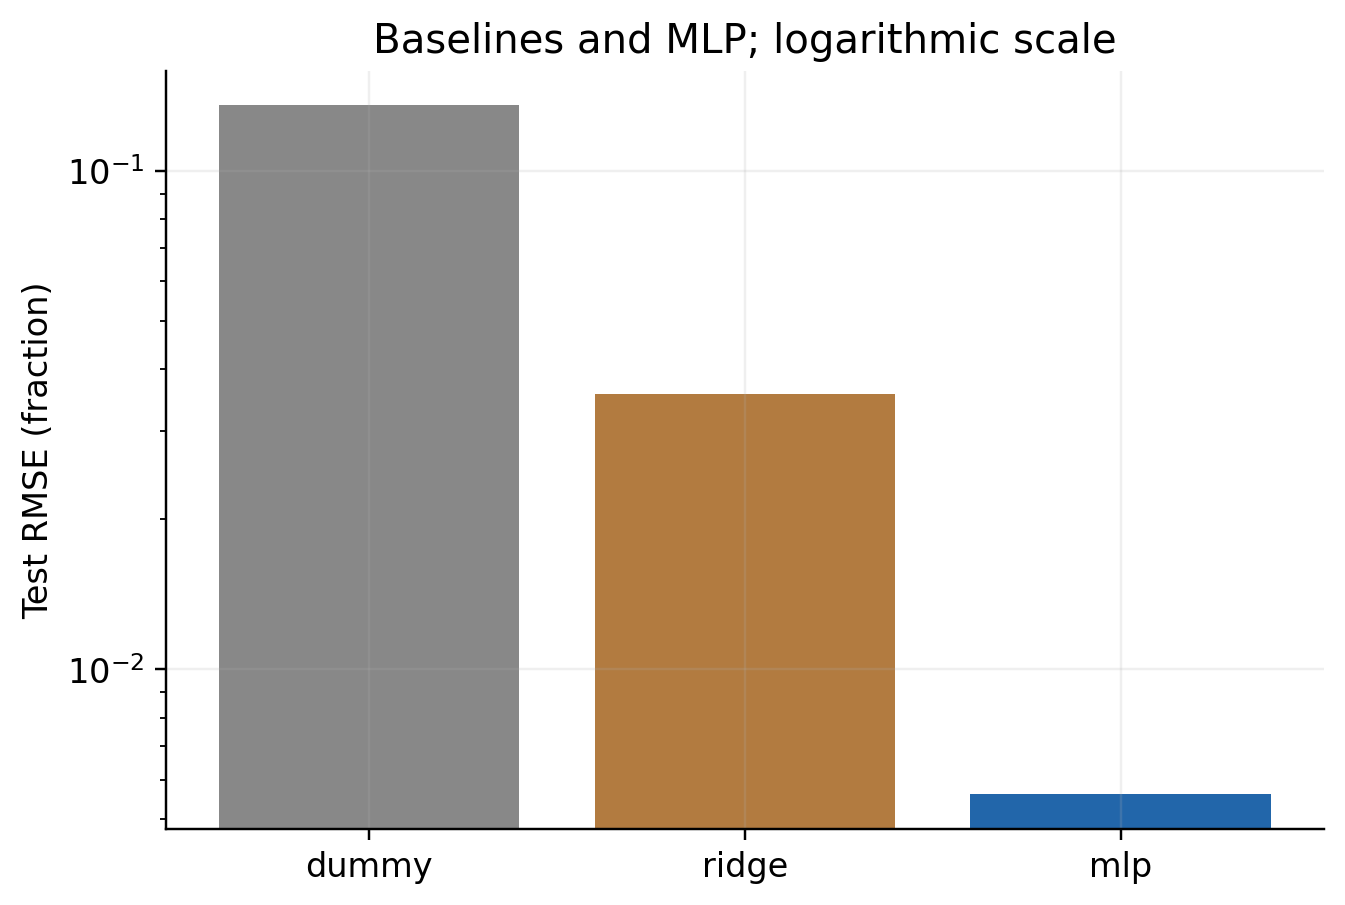 Baselines and MLP; logarithmic scale
Test RMSE (fraction)
10⁻¹
10⁻²
dummy ridge mlp